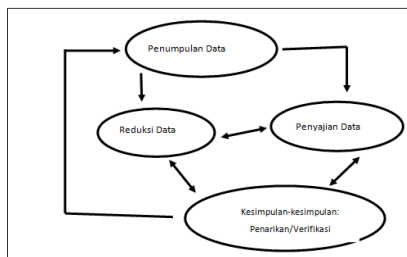 Penumpulan Data
Reduksi Data
Penyajian Data
Kesimpulan-kesimpulan:
Penarikan/Verifikasi